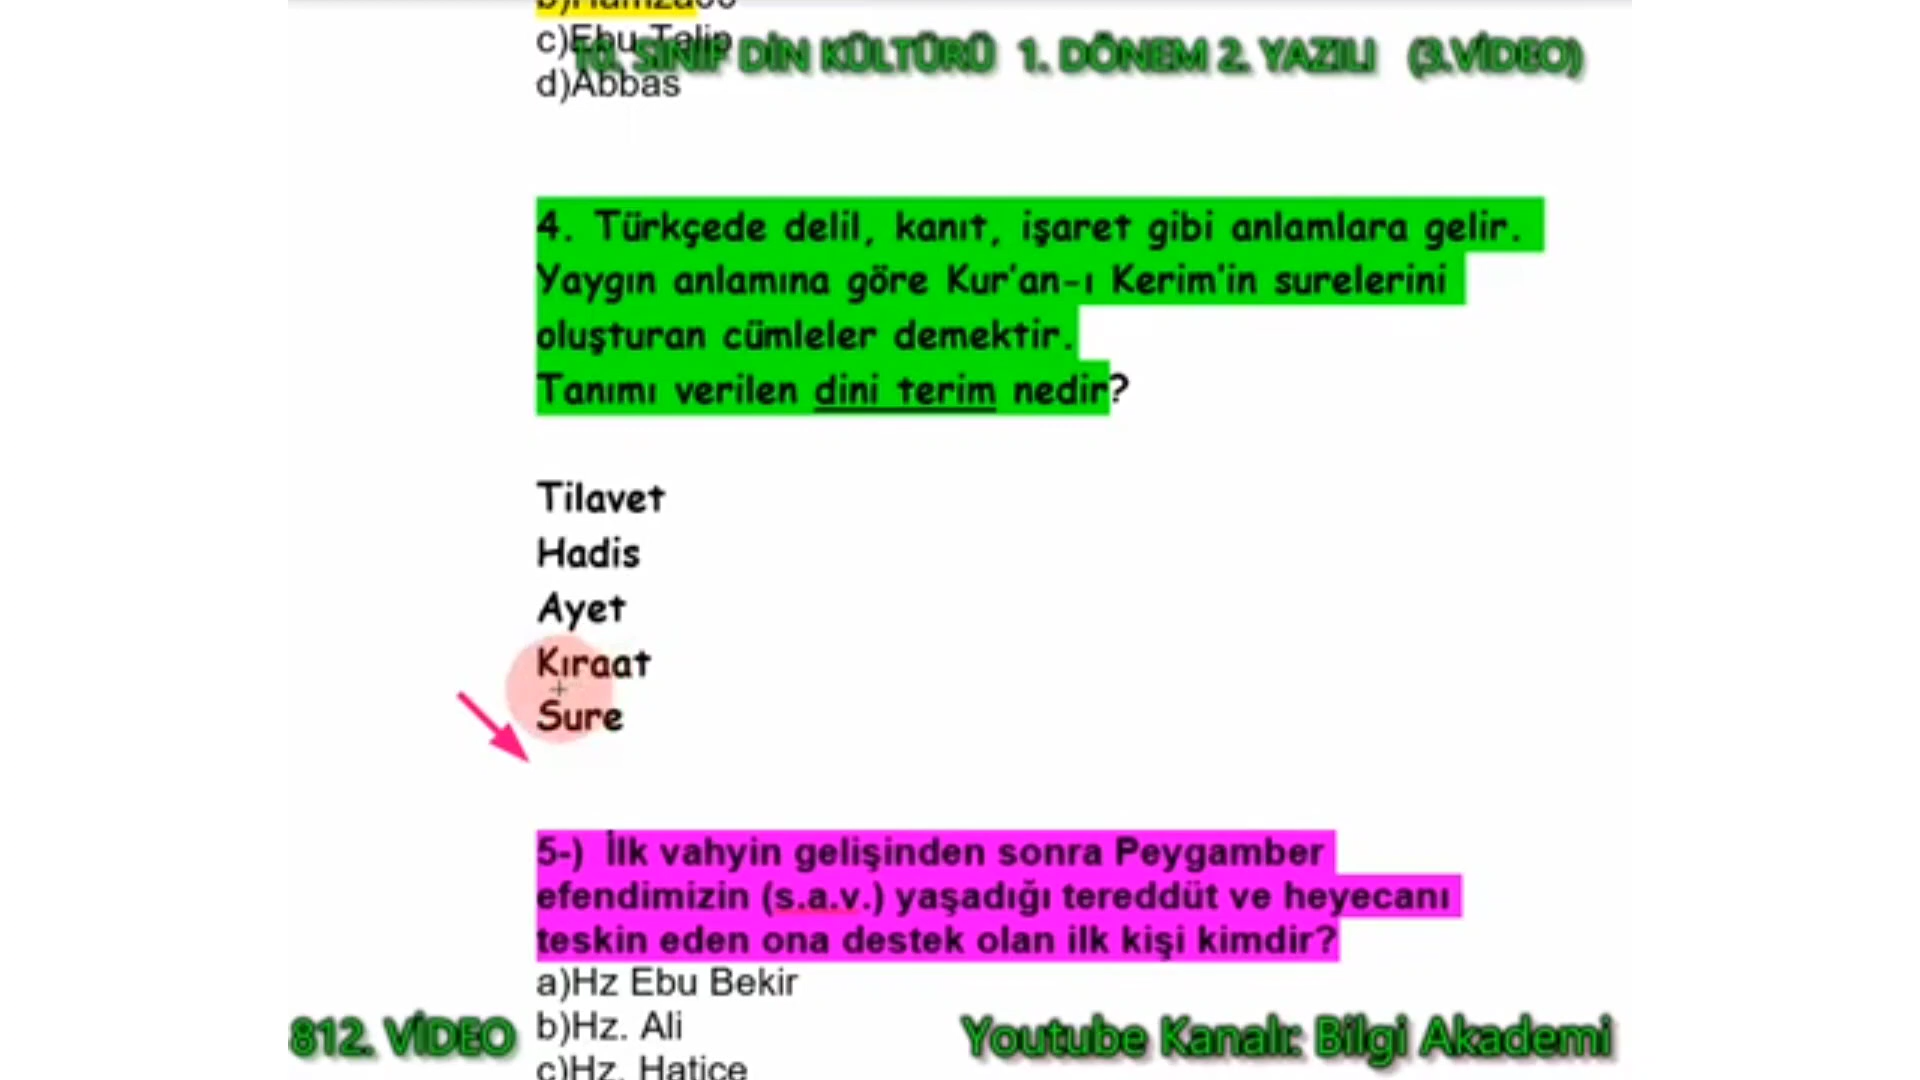 b)Hamza
c)Ebu Talip
10. SINIF DİN KÜLTÜRÜ 1. DÖNEM 2. YAZILI (3.VİDEO)
d)Abbas
4. Türkçede delil, kanıt, işaret gibi anlamlara gelir.
Yaygın anlamına göre Kur'an-ı Kerim'in surelerini
oluşturan cümleler demektir.
Tanımı verilen dini terim nedir?
Tilavet
Hadis
Ayet
Kıraat
Sure
5-) İlk vahyin gelişinden sonra Peygamber
efendimizin (s.a.v.) yaşadığı tereddüt ve heyecanı
teskin eden ona destek olan ilk kişi kimdir?
a)Hz Ebu Bekir
b)Hz. Ali
c)Hz. Hatice
812. VİDEO
Youtube Kanalı: Bilgi Akademi